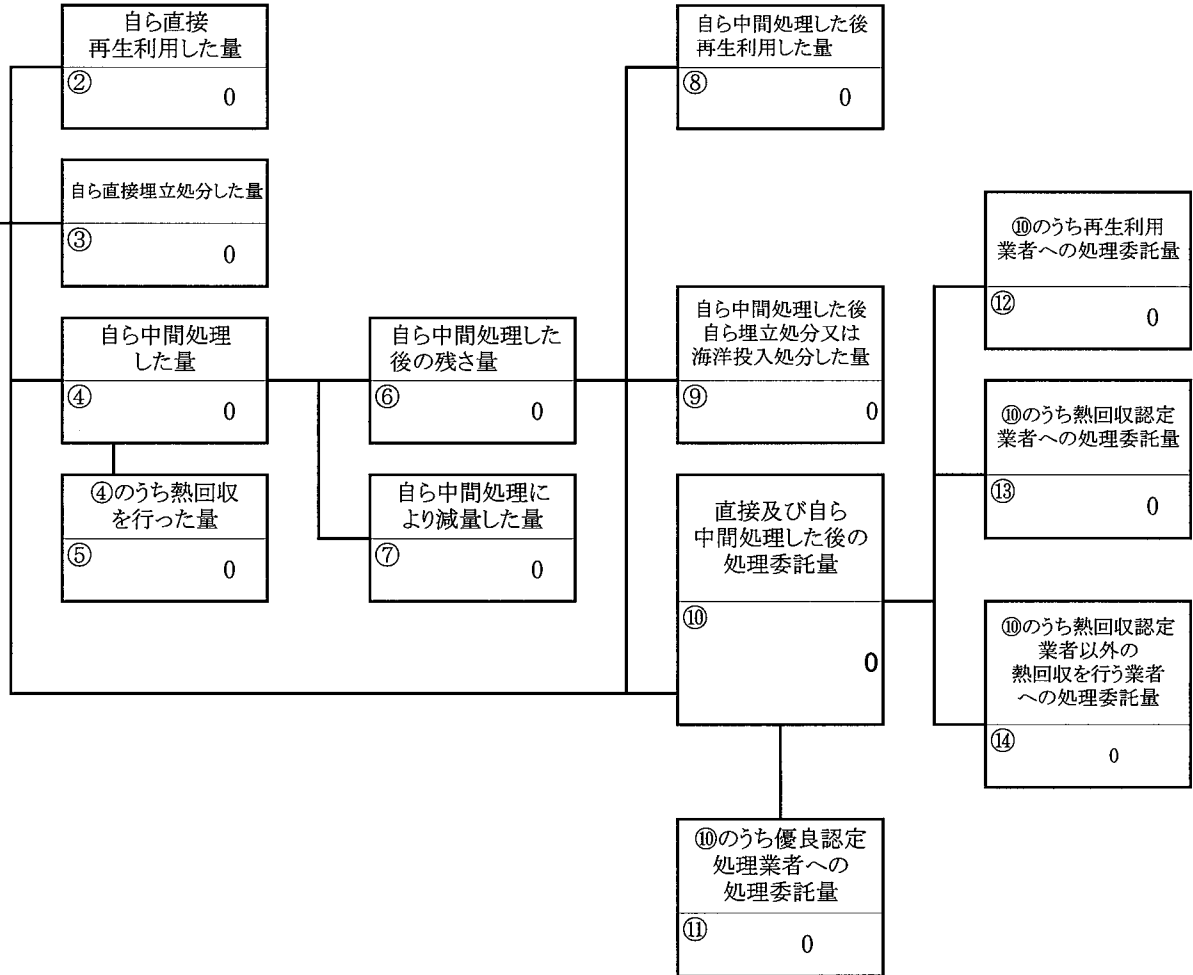 自ら直接
再生利用した量
②
0
自ら直接埋立処分した量
③
0
自ら中間処理
した量
④
0
④のうち熱回収
を行った量
⑤
0
自ら中間処理した
後の残さ量
⑥
0
自ら中間処理に
より減量した量
⑦
0
自ら中間処理した後
再生利用した量
⑧
0
自ら中間処理した後
自ら埋立処分又は
海洋投入処分した量
⑨
0
直接及び自ら
中間処理した後の
処理委託量
⑩
0
⑩のうち優良認定
処理業者への
処理委託量
⑪
0
⑩のうち再生利用
業者への処理委託量
⑫
0
⑩のうち熱回収認定
業者への処理委託量
⑬
0
⑩のうち熱回収認定
業者以外の
熱回収を行う業者
への処理委託量
⑭
0